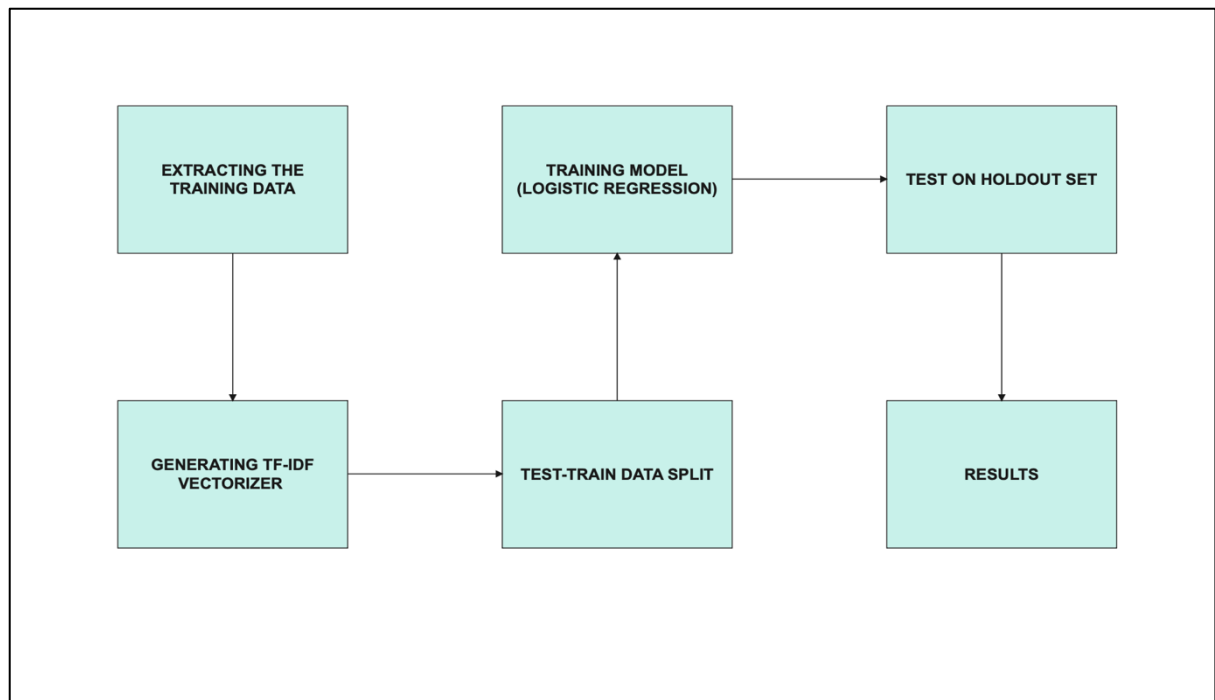 EXTRACTING THE
TRAINING DATA
GENERATING TF-IDF
VECTORIZER
TEST-TRAIN DATA SPLIT
TRAINING MODEL
(LOGISTIC REGRESSION)
TEST ON HOLDOUT SET
RESULTS